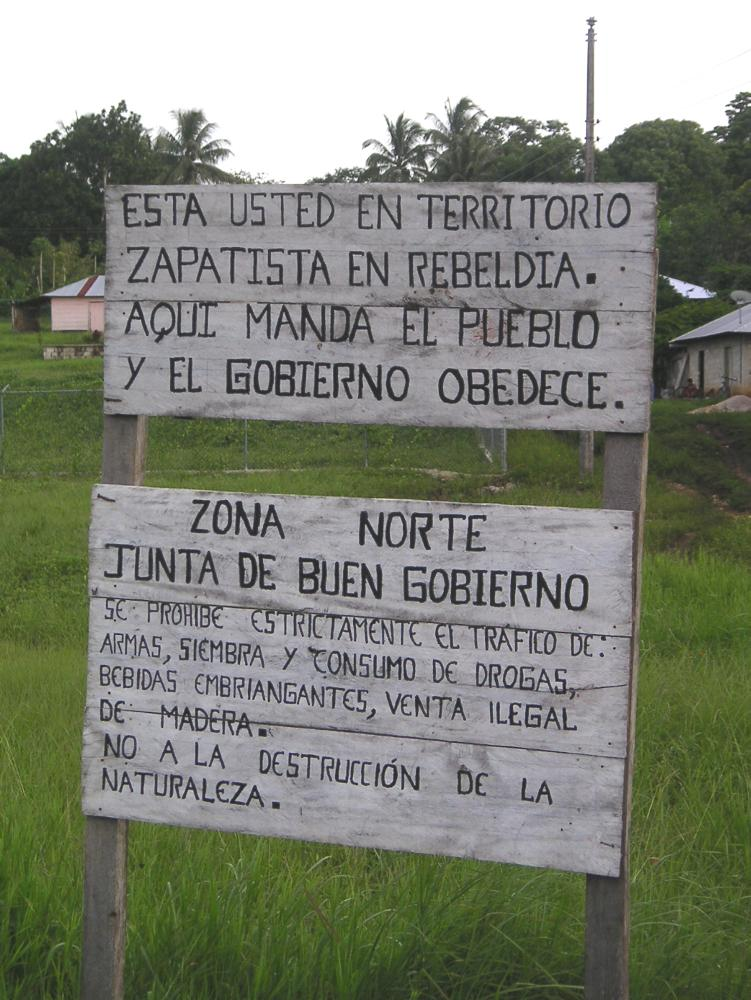 ESTA USTED EN TERRITORIO
ZAPATISTA EN REBELDIA.
AQUI MANDA EL PUEBLO
Y EL GOBIERNO OBEDECE.
ZONA NORTE
JUNTA DE BUEN GOBIERNO
SE PROHIBE ESTRICTAMENTE EL TRÁFICO DE:
ARMAS, SIEMBRA Y CONSUMO DE DROGAS,
BEBIDAS EMBRIANGANTES, VENTA ILEGAL
DE MADERA.
NO A LA DESTRUCCIÓN DE LA
NATURALEZA.